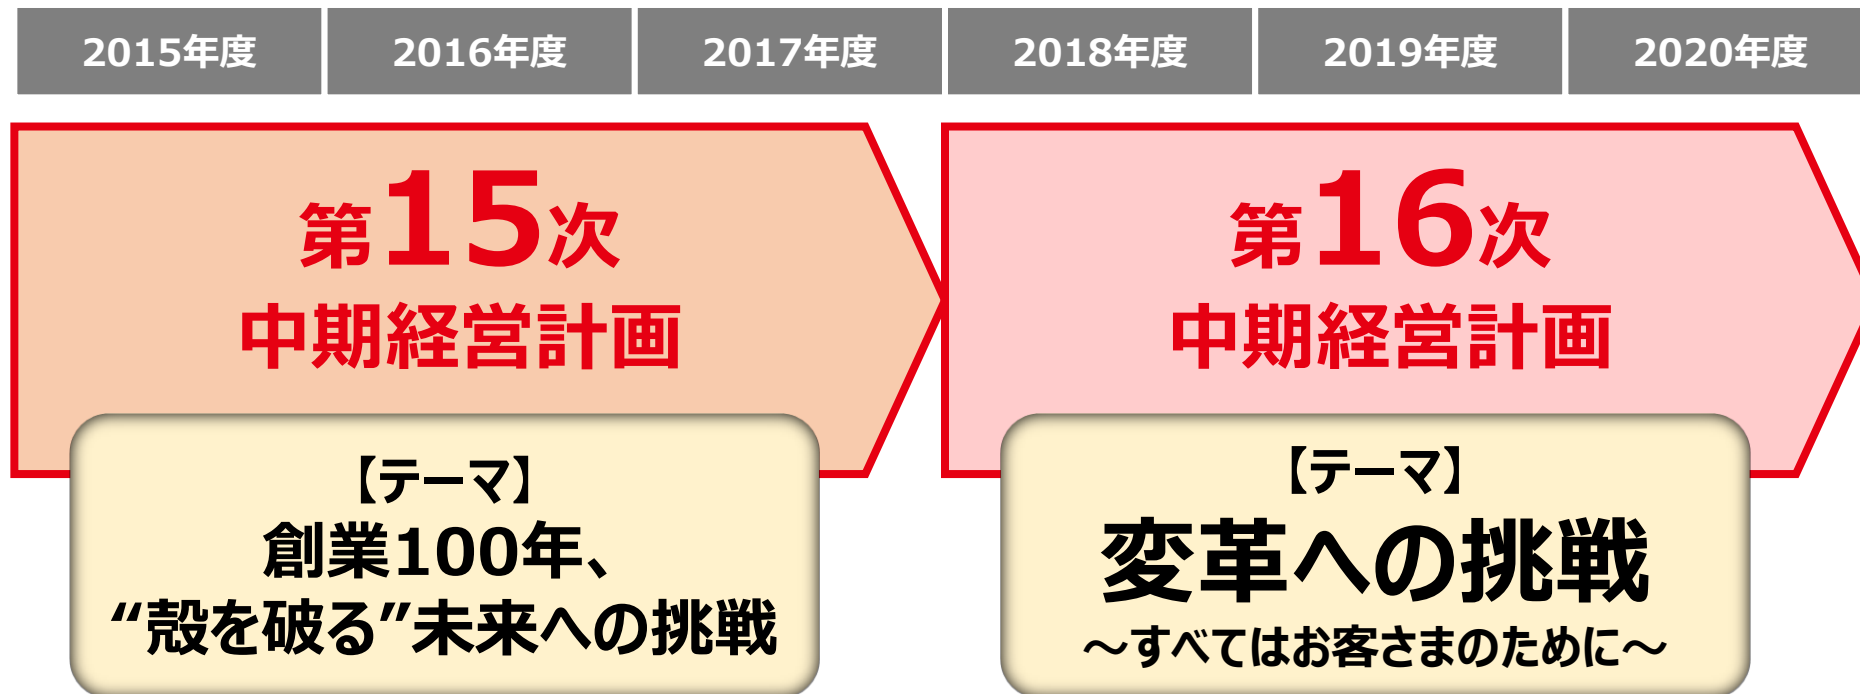 2015年度 2016年度 2017年度 2018年度 2019年度 2020年度
第15次
中期経営計画
【テーマ】
創業100年、
“殻を破る”未来への挑戦
第16次
中期経営計画
【テーマ】
変革への挑戦
～すべてはお客さまのために～